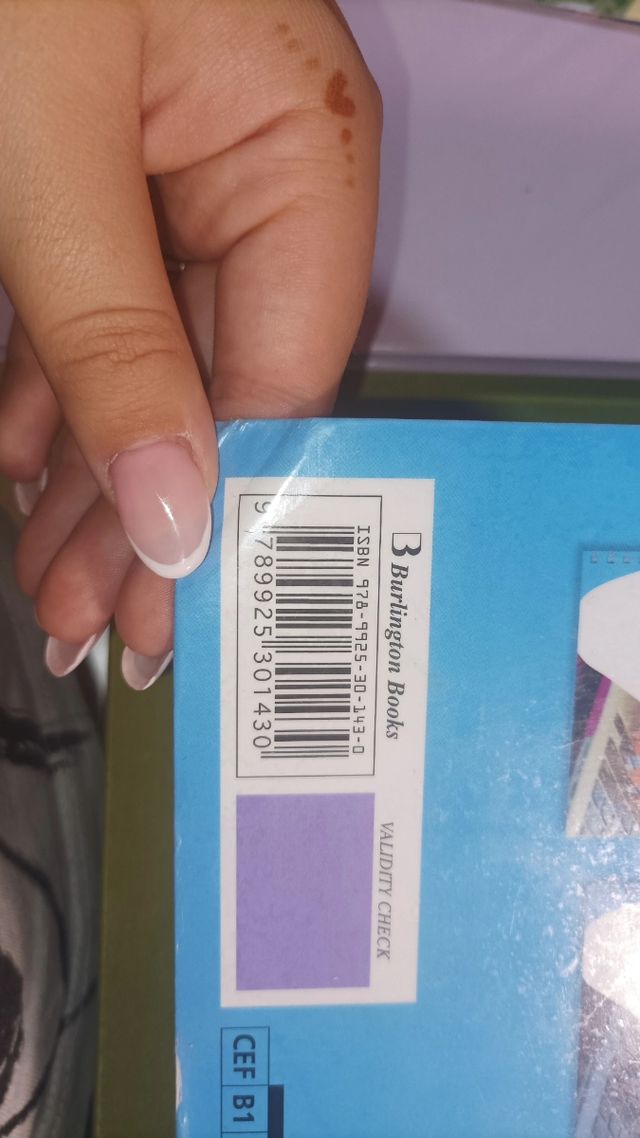 Burlington Books
ISBN 978-9925-30-143-0
9 789925 301430
VALIDITY CHECK
CEF B1